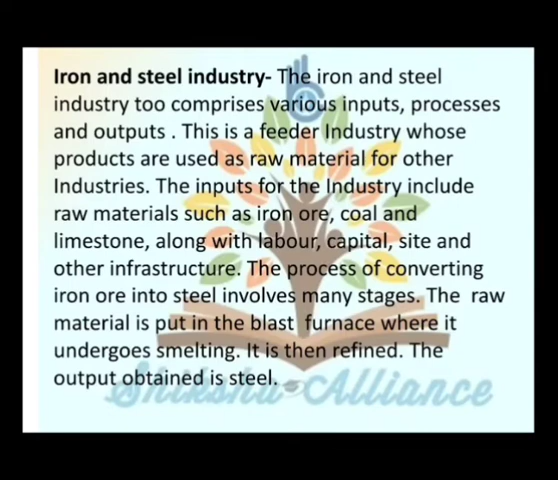 Iron and steel industry- The iron and steel
industry too comprises various inputs, processes
and outputs . This is a feeder Industry whose
products are used as raw material for other
Industries. The inputs for the Industry include
raw materials such as iron ore, coal and
limestone, along with labour, capital, site and
other infrastructure. The process of converting
iron ore into steel involves many stages. The  raw
material is put in the blast  furnace where it
undergoes smelting. It is then refined. The
output obtained is steel.
Shiksha Alliance